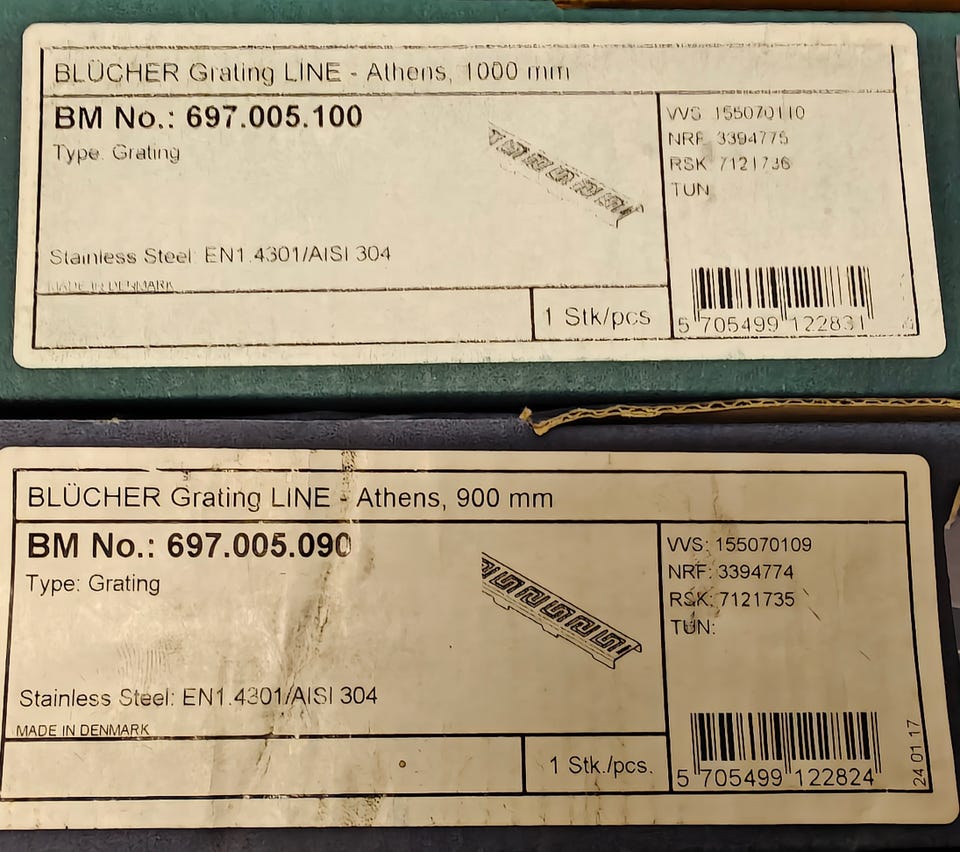 BLÜCHER Grating LINE - Athens, 1000 mm
BM No.: 697.005.100
Type: Grating
Stainless Steel: EN1.4301/AISI 304
MADE IN DENMARK
1 Stk/pcs
VVS 155070110
NRF 3394775
RSK 7121736
TUN
5 705499 122831
BLÜCHER Grating LINE - Athens, 900 mm
BM No.: 697.005.090
Type: Grating
Stainless Steel: EN1.4301/AISI 304
MADE IN DENMARK
1 Stk./pcs.
VVS: 155070109
NRF: 3394774
RSK: 7121735
TUN:
5 705499 122824
24 01 17